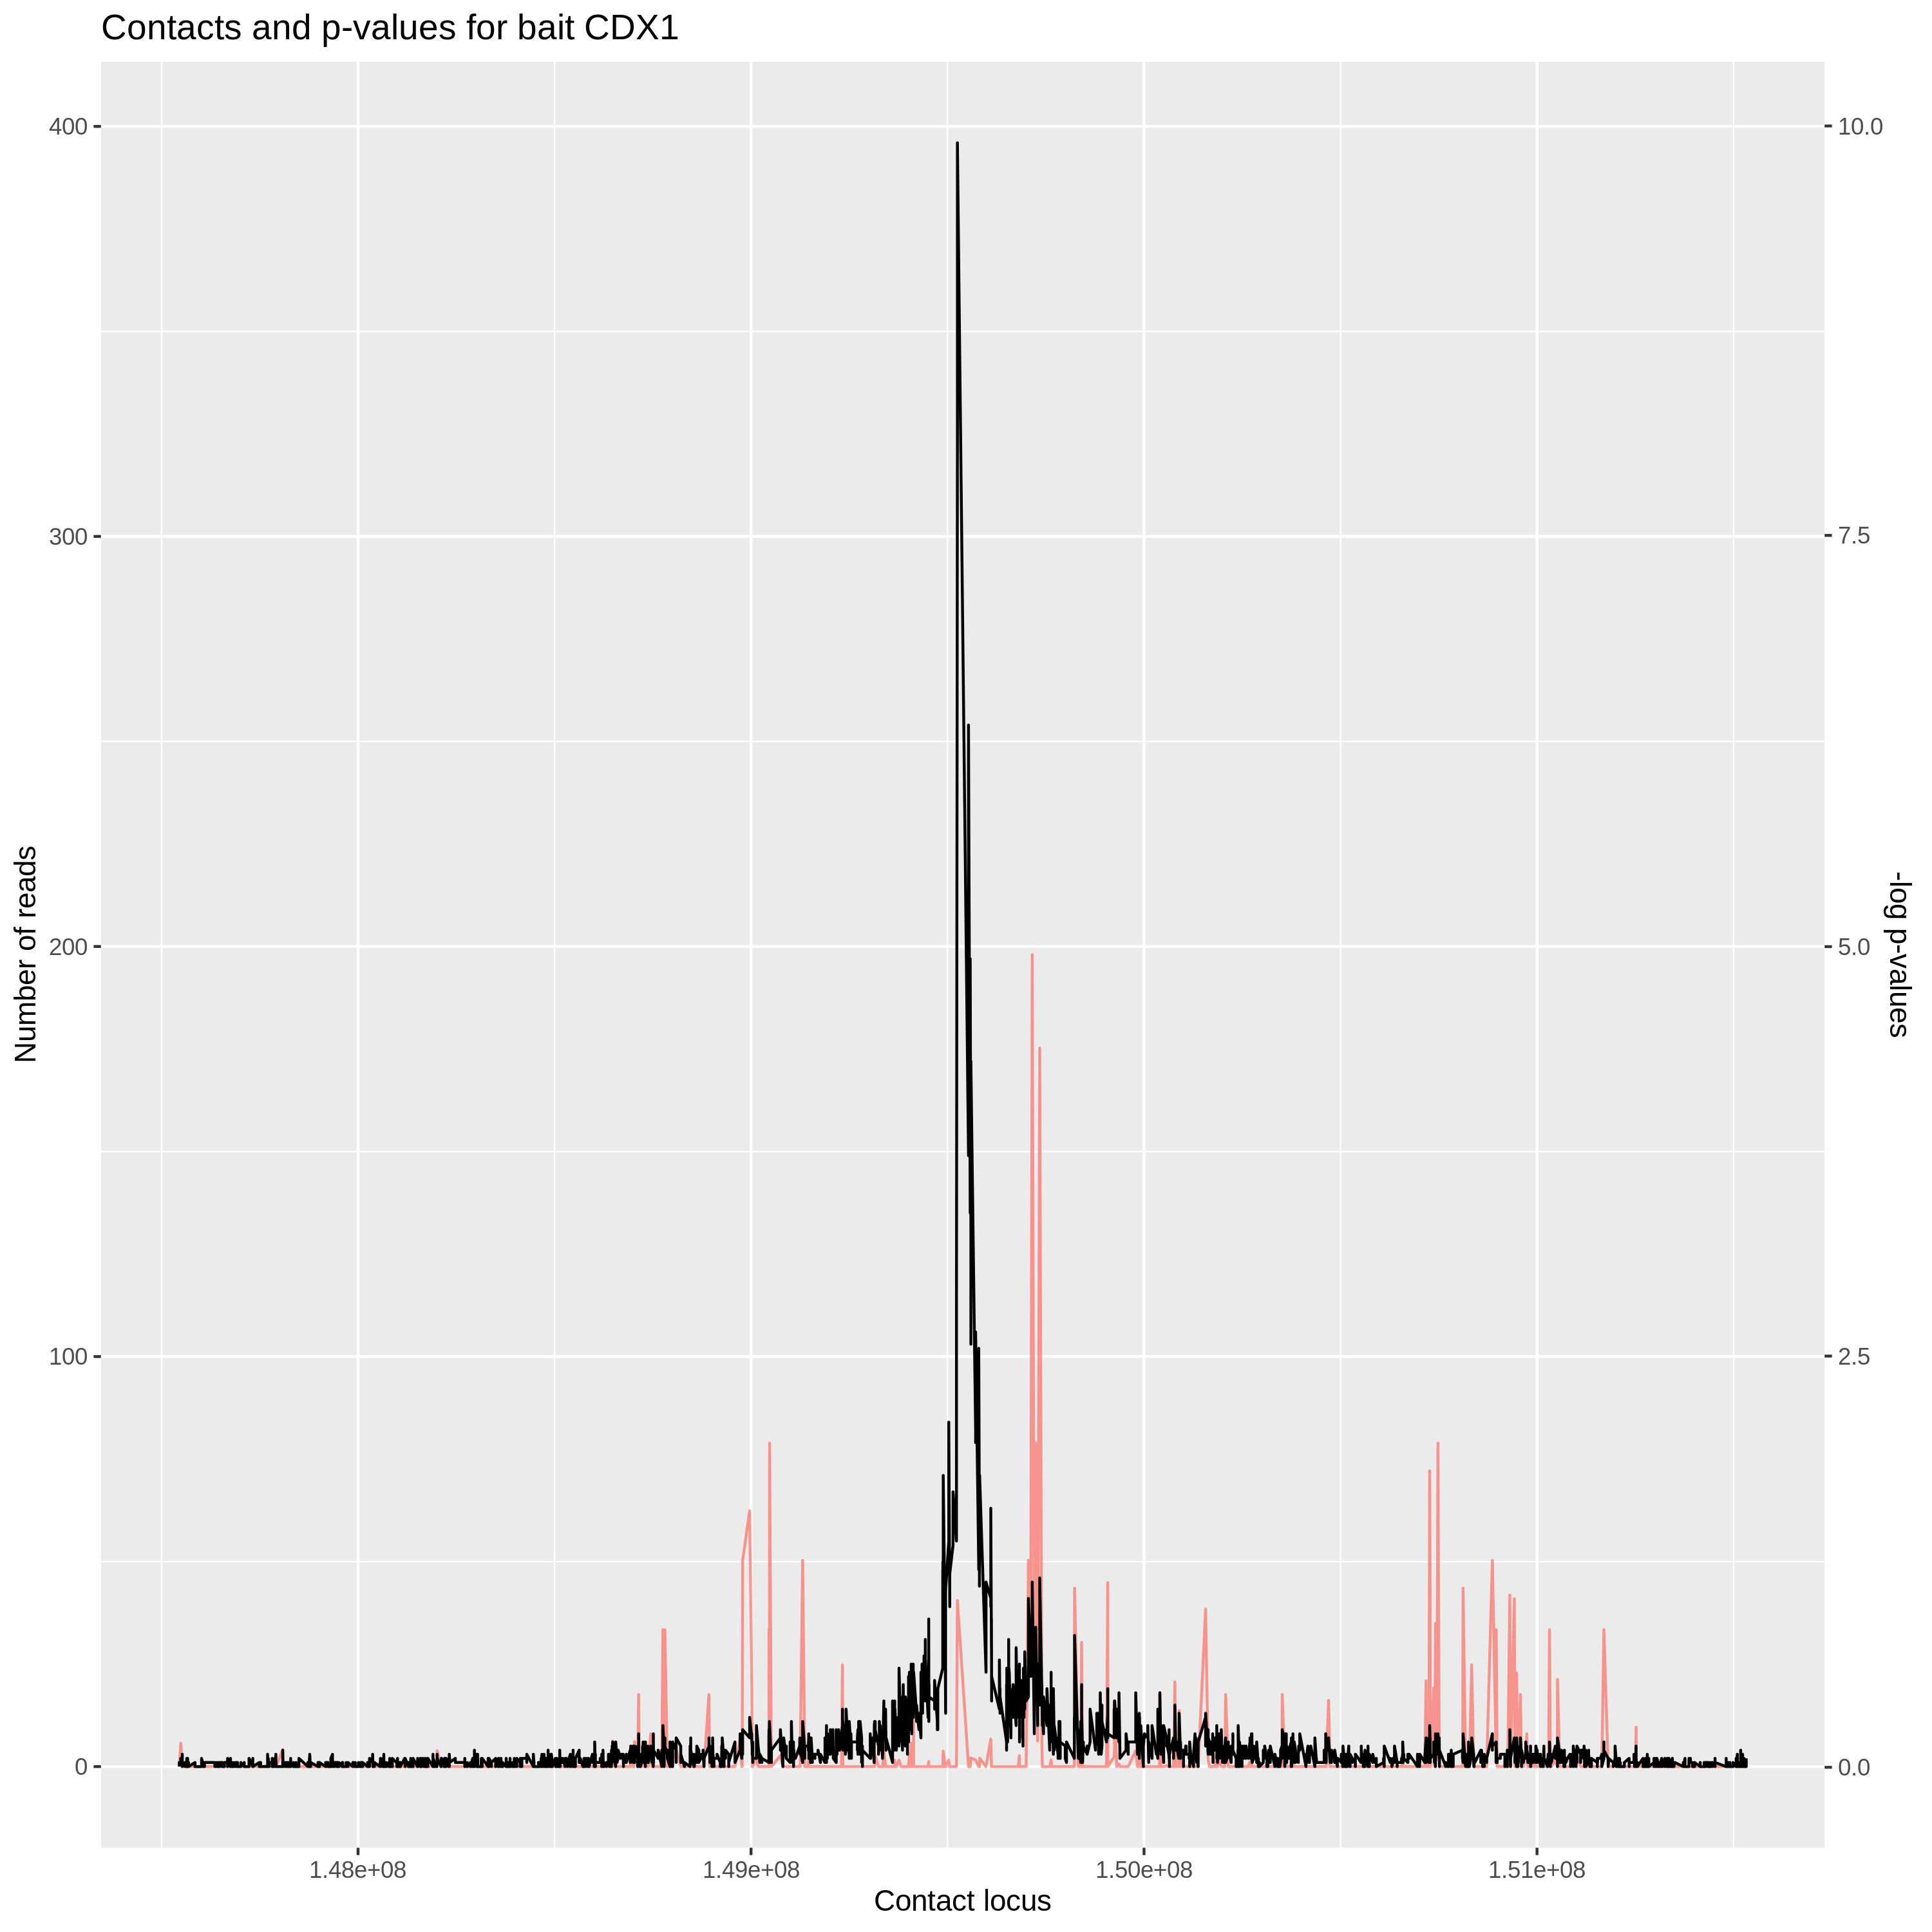 Contacts and p-values for bait CDX1
400
300
200
100
0
10.0
7.5
5.0
2.5
0.0
Number of reads
-log p-values
1.48e+08
1.49e+08
1.50e+08
1.51e+08
Contact locus